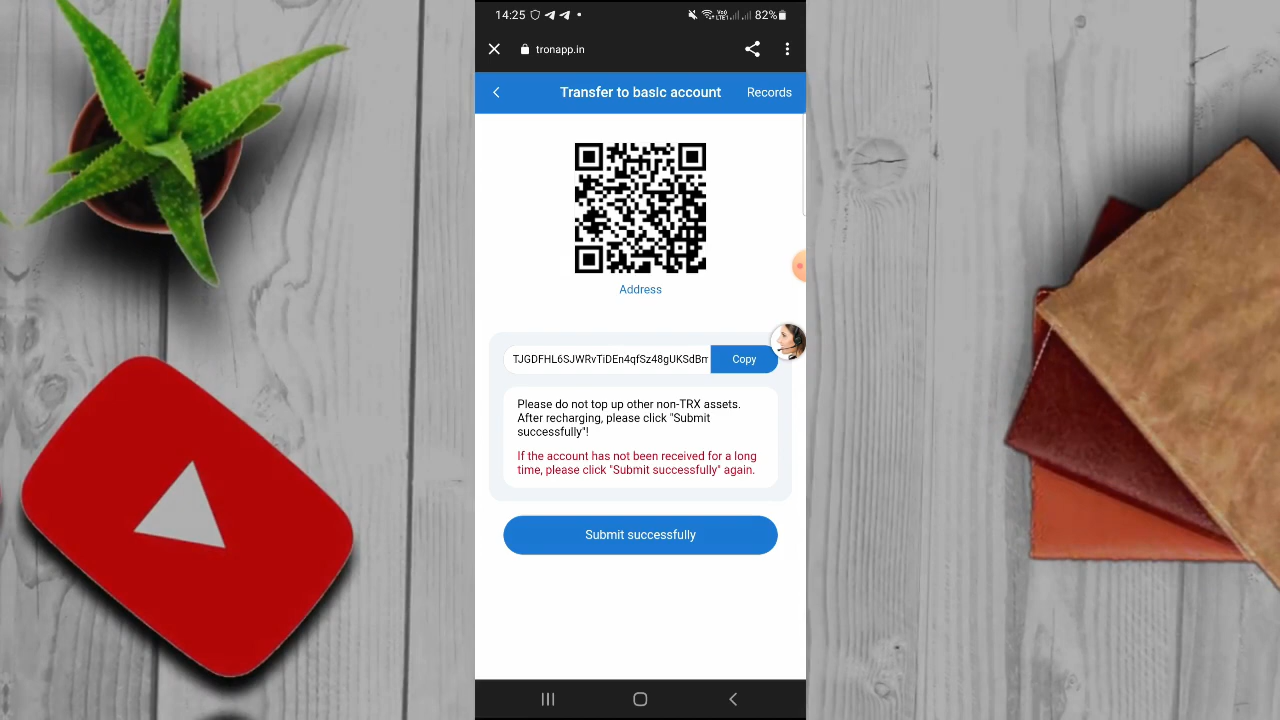 14:25 82%
tronapp.in
Transfer to basic account Records
Address
TJGDFHL6SJWRvTiDEn4qfSz48gUKSdBm Copy
Please do not top up other non-TRX assets.
After recharging, please click "Submit
successfully"!
If the account has not been received for a long
time, please click "Submit successfully" again.
Submit successfully